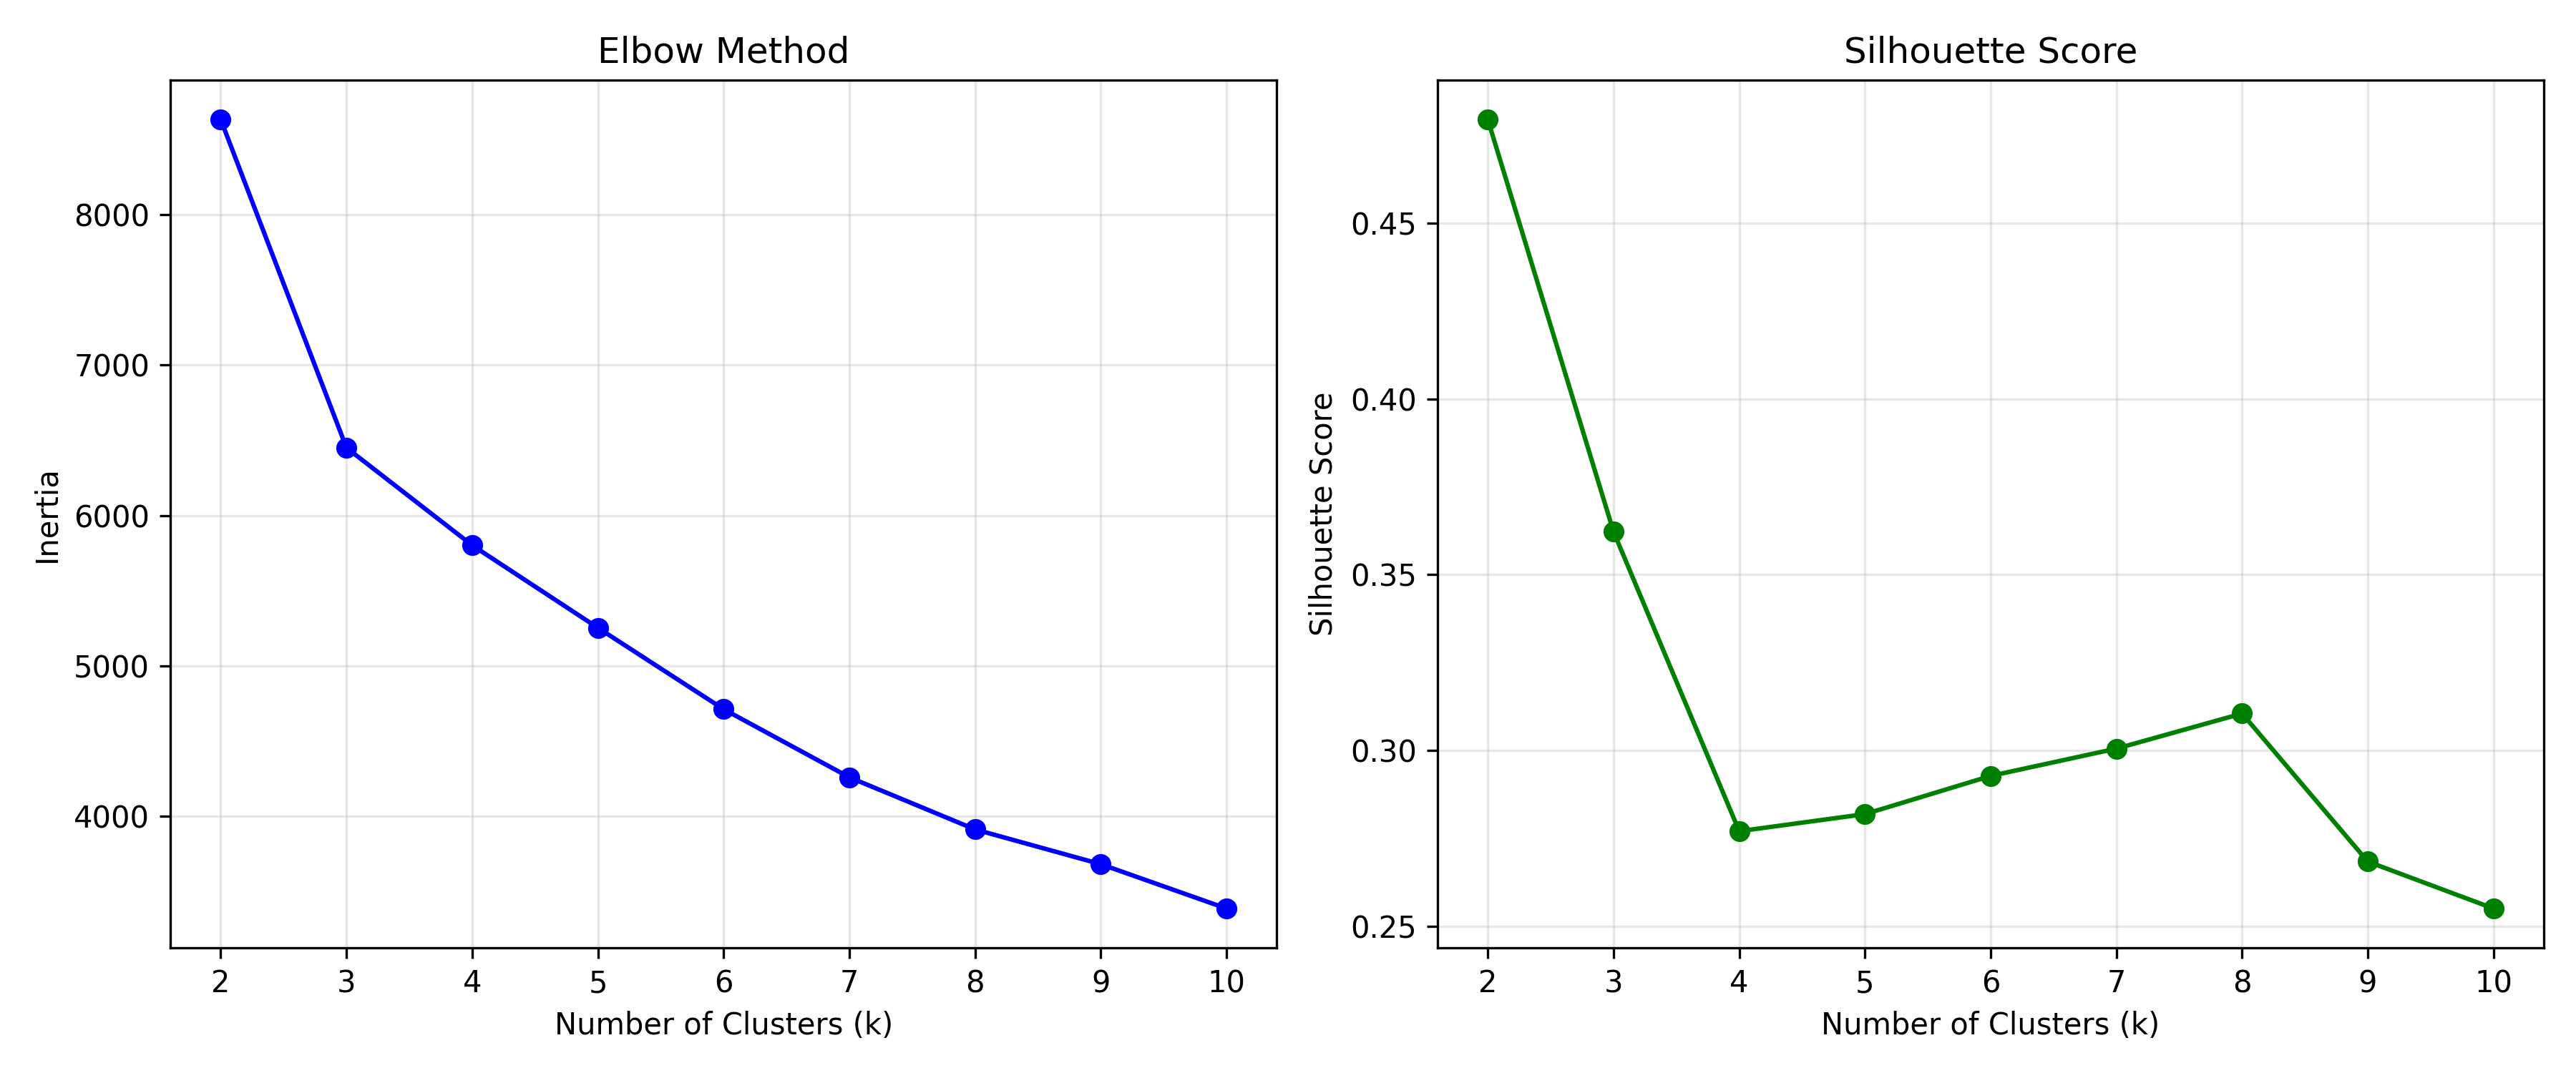 Elbow Method
8000
7000
6000
5000
4000
Inertia
2 3 4 5 6 7 8 9 10
Number of Clusters (k)
Silhouette Score
0.45
0.40
0.35
0.30
0.25
Silhouette Score
2 3 4 5 6 7 8 9 10
Number of Clusters (k)